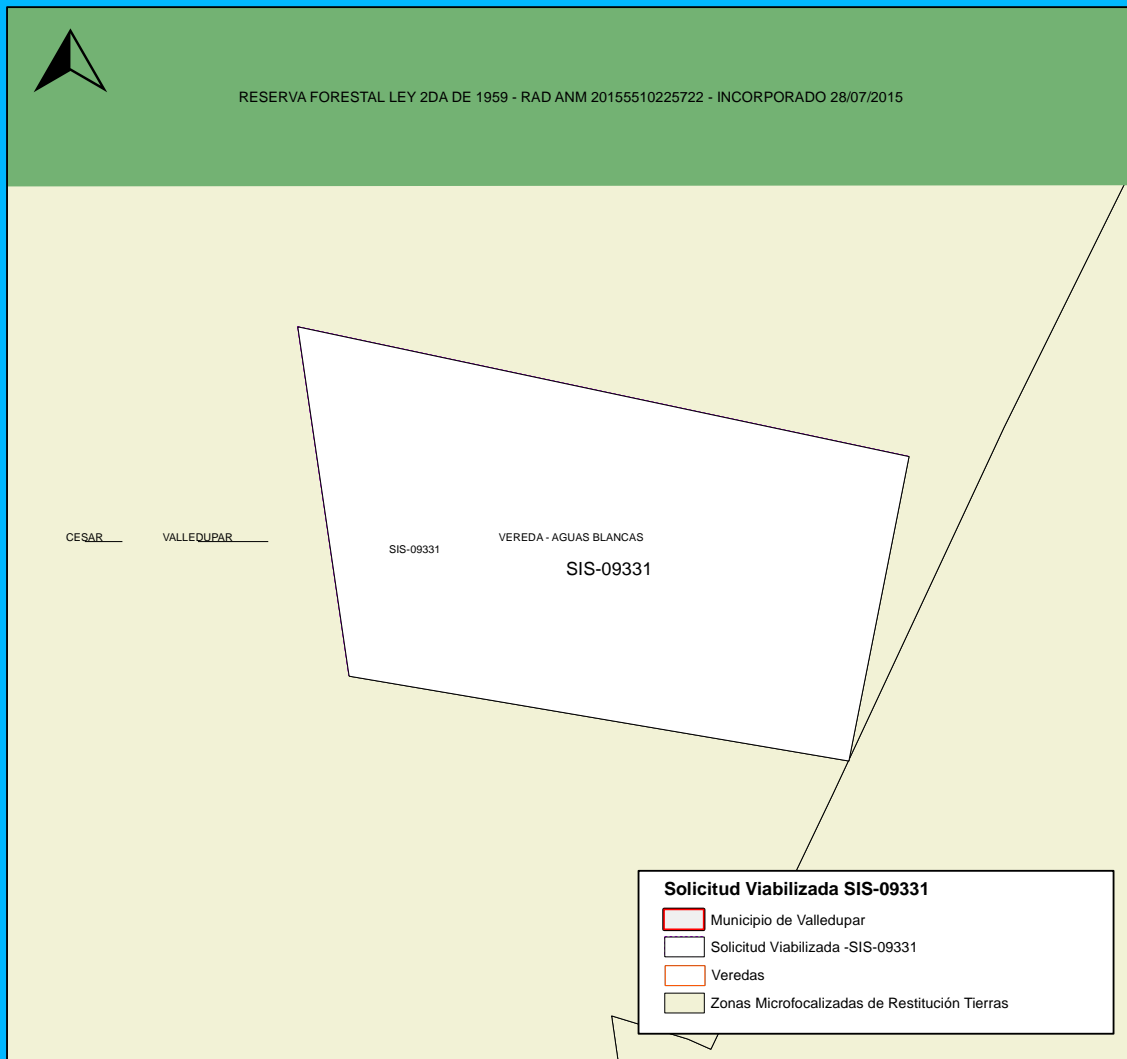 RESERVA FORESTAL LEY 2DA DE 1959 - RAD ANM 20155510225722 - INCORPORADO 28/07/2015
CESAR
VALLEDUPAR
SIS-09331
VEREDA - AGUAS BLANCAS
SIS-09331
Solicitud Viabilizada SIS-09331
Municipio de Valledupar
Solicitud Viabilizada -SIS-09331
Veredas
Zonas Microfocalizadas de Restitución Tierras